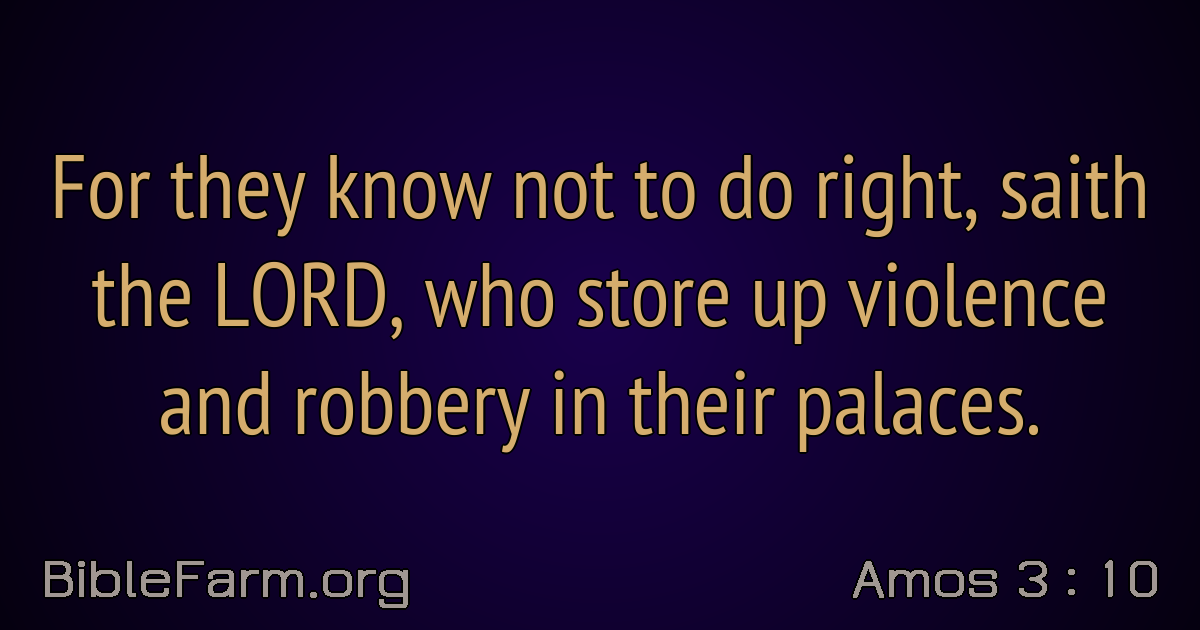 For they know not to do right, saith
the LORD, who store up violence
and robbery in their palaces.
BibleFarm.org
Amos 3 : 10